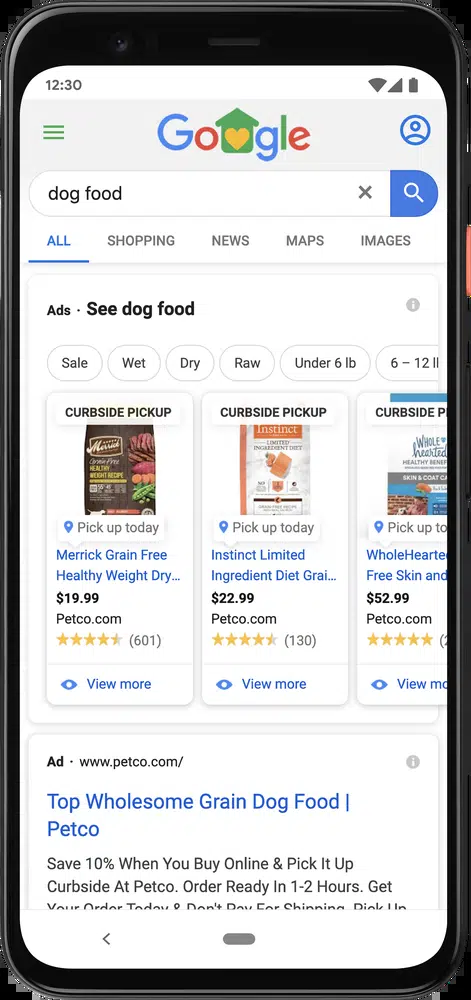 12:30
Google
dog food
ALL SHOPPING NEWS MAPS IMAGES
Ads · See dog food
Sale Wet Dry Raw Under 6 lb 6 – 12 lb
CURBSIDE PICKUP CURBSIDE PICKUP CURBSIDE
Merrick Instinct WHOLE
Grain Free LIMITED hearted
HEALTHY INGREDIENT DIET HEALTHY
WEIGHT RECIPE SKIN & COAT
Pick up today Pick up today Pick up to
Merrick Grain Free Instinct Limited WholeHearte
Healthy Weight Dry... Ingredient Diet Grai... Free Skin and
$19.99 $22.99 $52.99
Petco.com Petco.com Petco.com
(601) (130)
View more View more View mo
Ad · www.petco.com/
Top Wholesome Grain Dog Food |
Petco
Save 10% When You Buy Online & Pick It Up
Curbside At Petco. Order Ready In 1-2 Hours. Get
Your Order Today & Don't Pay For Shipping. Pick Up